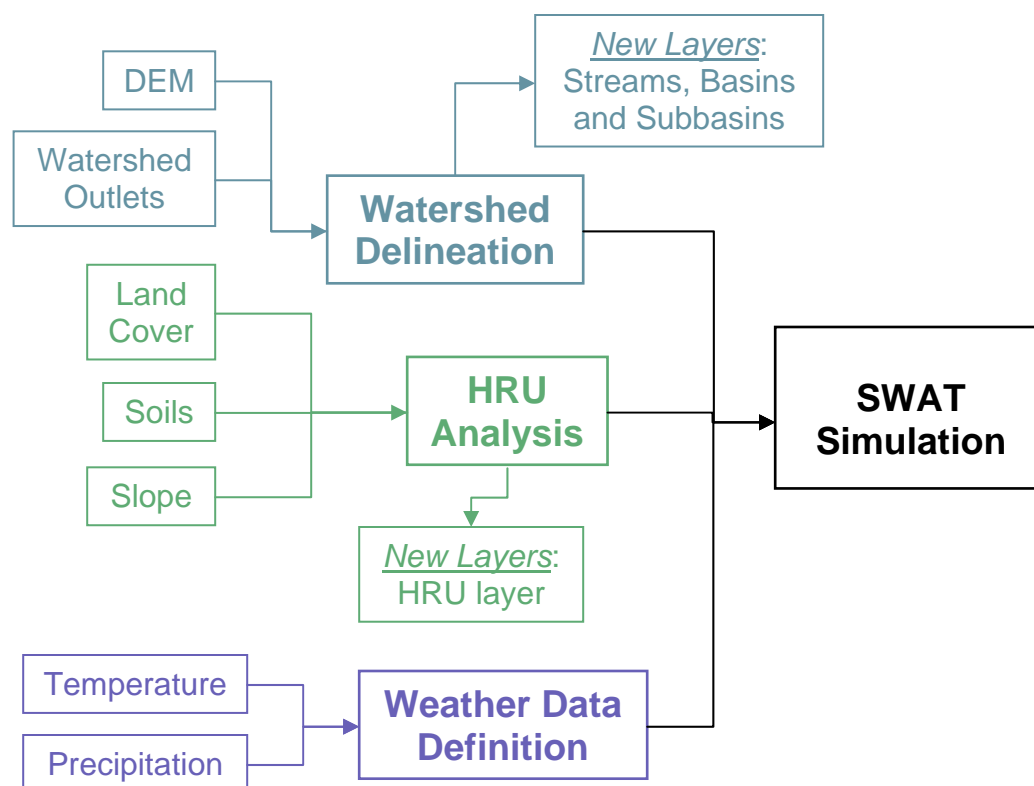 DEM
Watershed
Outlets
New Layers:
Streams, Basins
and Subbasins
Watershed
Delineation
Land
Cover
Soils
Slope
HRU
Analysis
New Layers:
HRU layer
SWAT
Simulation
Temperature
Precipitation
Weather Data
Definition